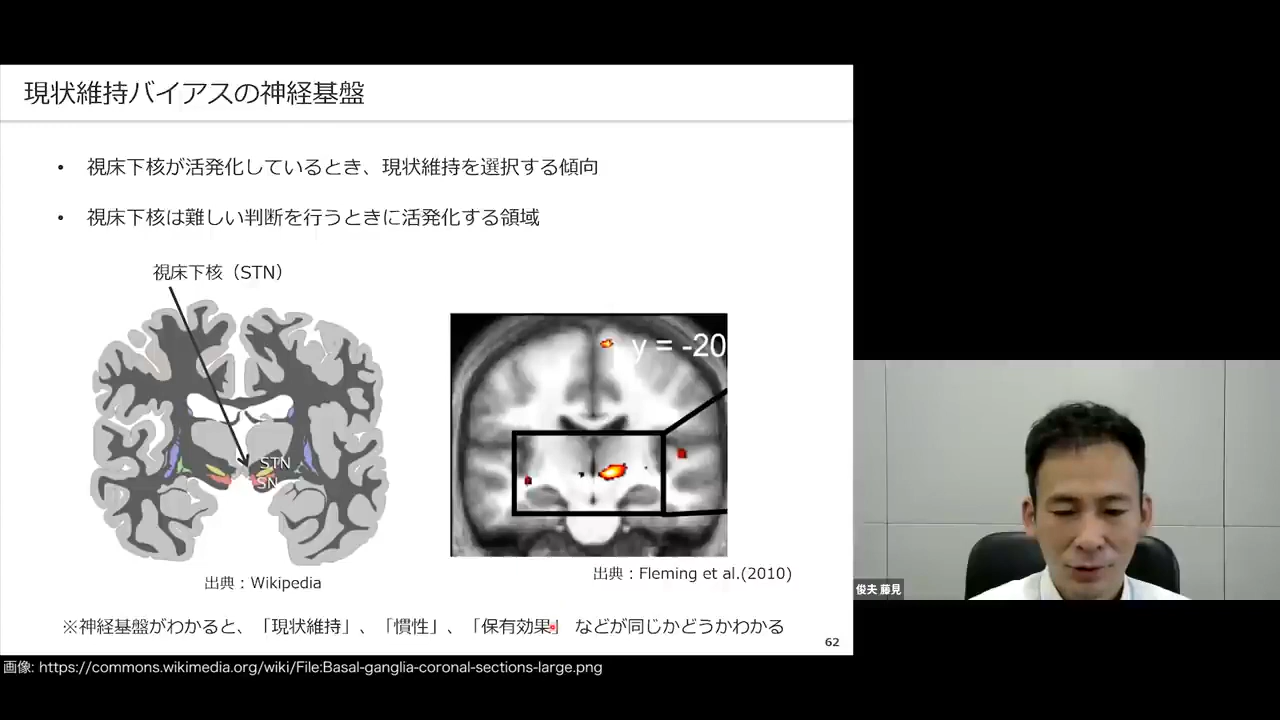 現状維持バイアスの神経基盤
• 視床下核が活発化しているとき、現状維持を選択する傾向
• 視床下核は難しい判断を行うときに活発化する領域
視床下核（STN）
STN
SN
y = -20
出典：Wikipedia
出典：Fleming et al.(2010)
※神経基盤がわかると、「現状維持」、「慣性」、「保有効果」 などが同じかどうかわかる
62
俊夫 藤見
画像: https://commons.wikimedia.org/wiki/File:Basal-ganglia-coronal-sections-large.png